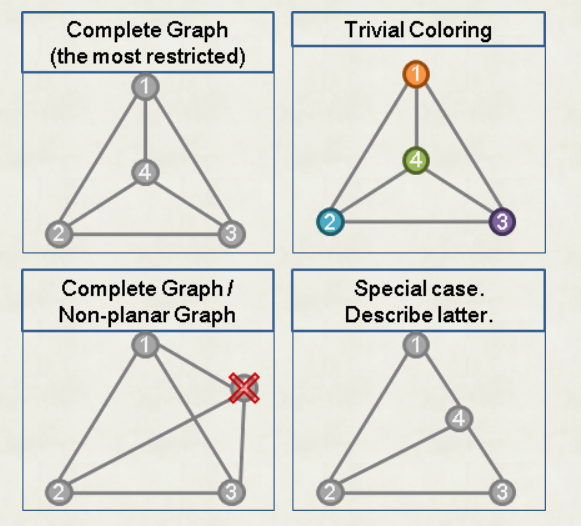 Complete Graph
(the most restricted)
1
4
2
3
Trivial Coloring
1
4
2
3
Complete Graph /
Non-planar Graph
1
2
3
Special case.
Describe latter.
1
4
2
3